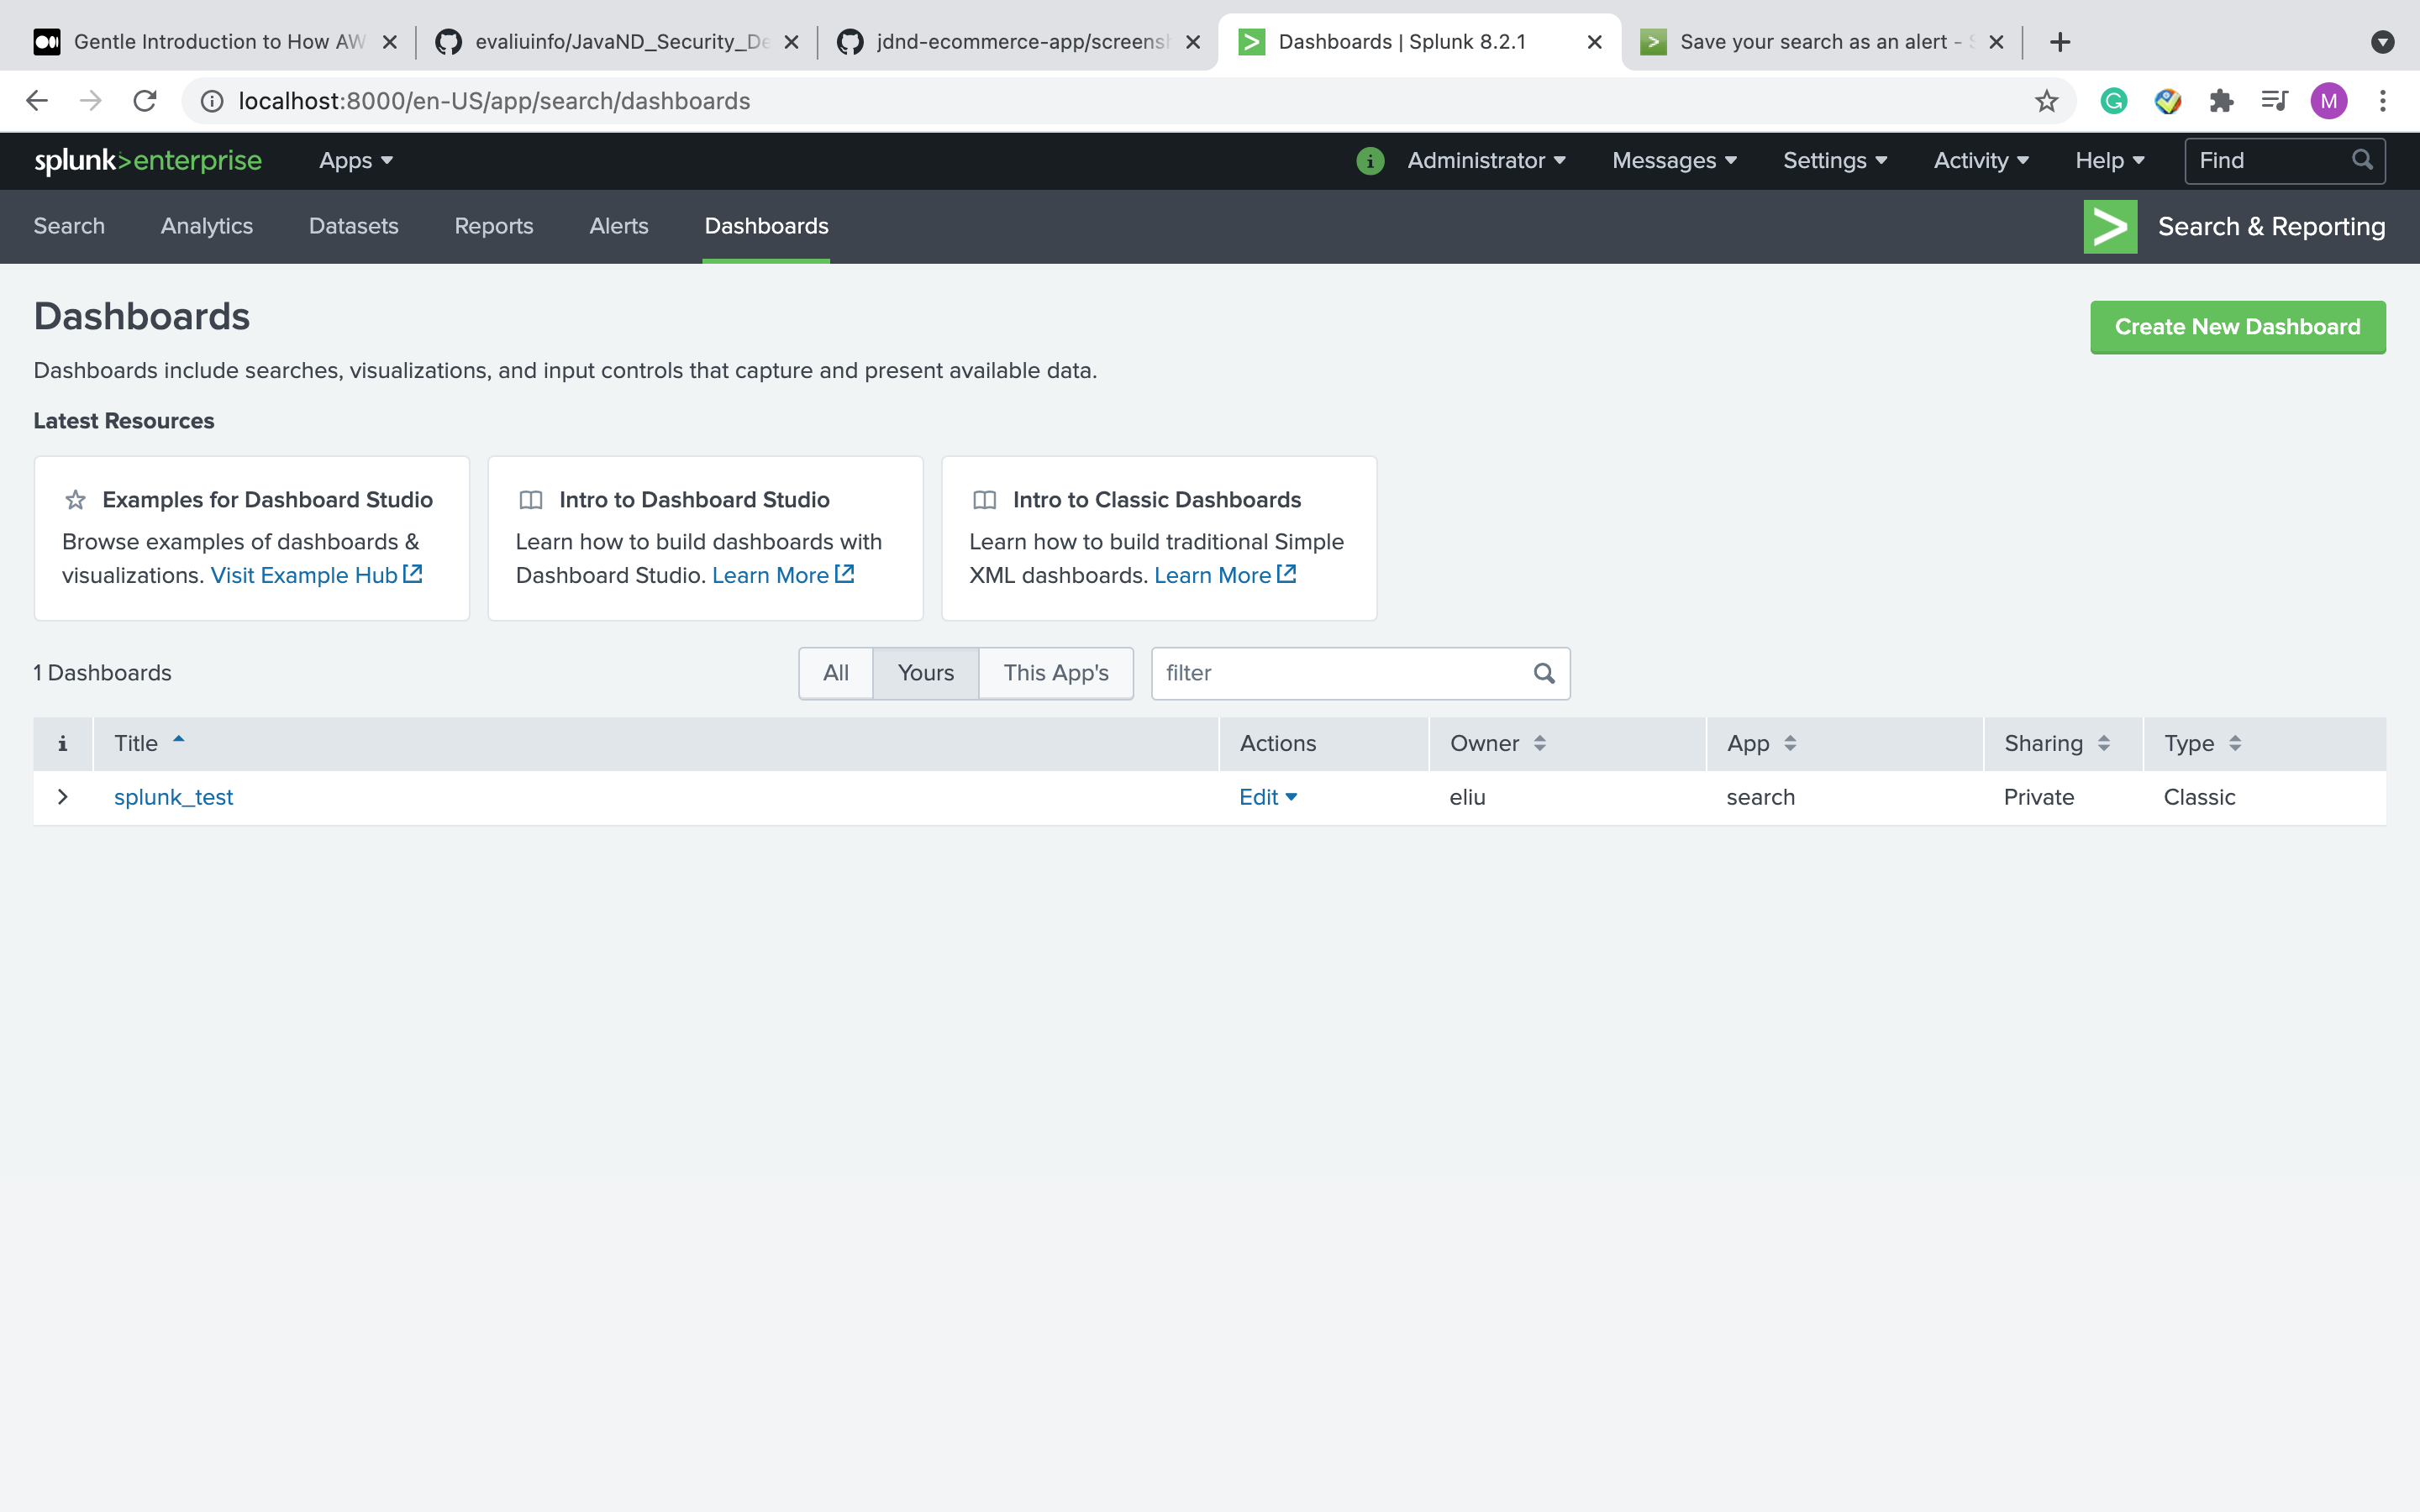 Gentle Introduction to How AW
evaliuinfo/JavaND_Security_De
jdnd-ecommerce-app/screensh
Dashboards | Splunk 8.2.1
Save your search as an alert - S
localhost:8000/en-US/app/search/dashboards
M
splunk>enterprise
Apps
i
Administrator
Messages
Settings
Activity
Help
Find
Search
Analytics
Datasets
Reports
Alerts
Dashboards
Search & Reporting
Dashboards
Create New Dashboard
Dashboards include searches, visualizations, and input controls that capture and present available data.
Latest Resources
Examples for Dashboard Studio
Browse examples of dashboards &
visualizations. Visit Example Hub
Intro to Dashboard Studio
Learn how to build dashboards with
Dashboard Studio. Learn More
Intro to Classic Dashboards
Learn how to build traditional Simple
XML dashboards. Learn More
1 Dashboards
All
Yours
This App's
filter
i
Title
Actions
Owner
App
Sharing
Type
splunk_test
Edit
eliu
search
Private
Classic